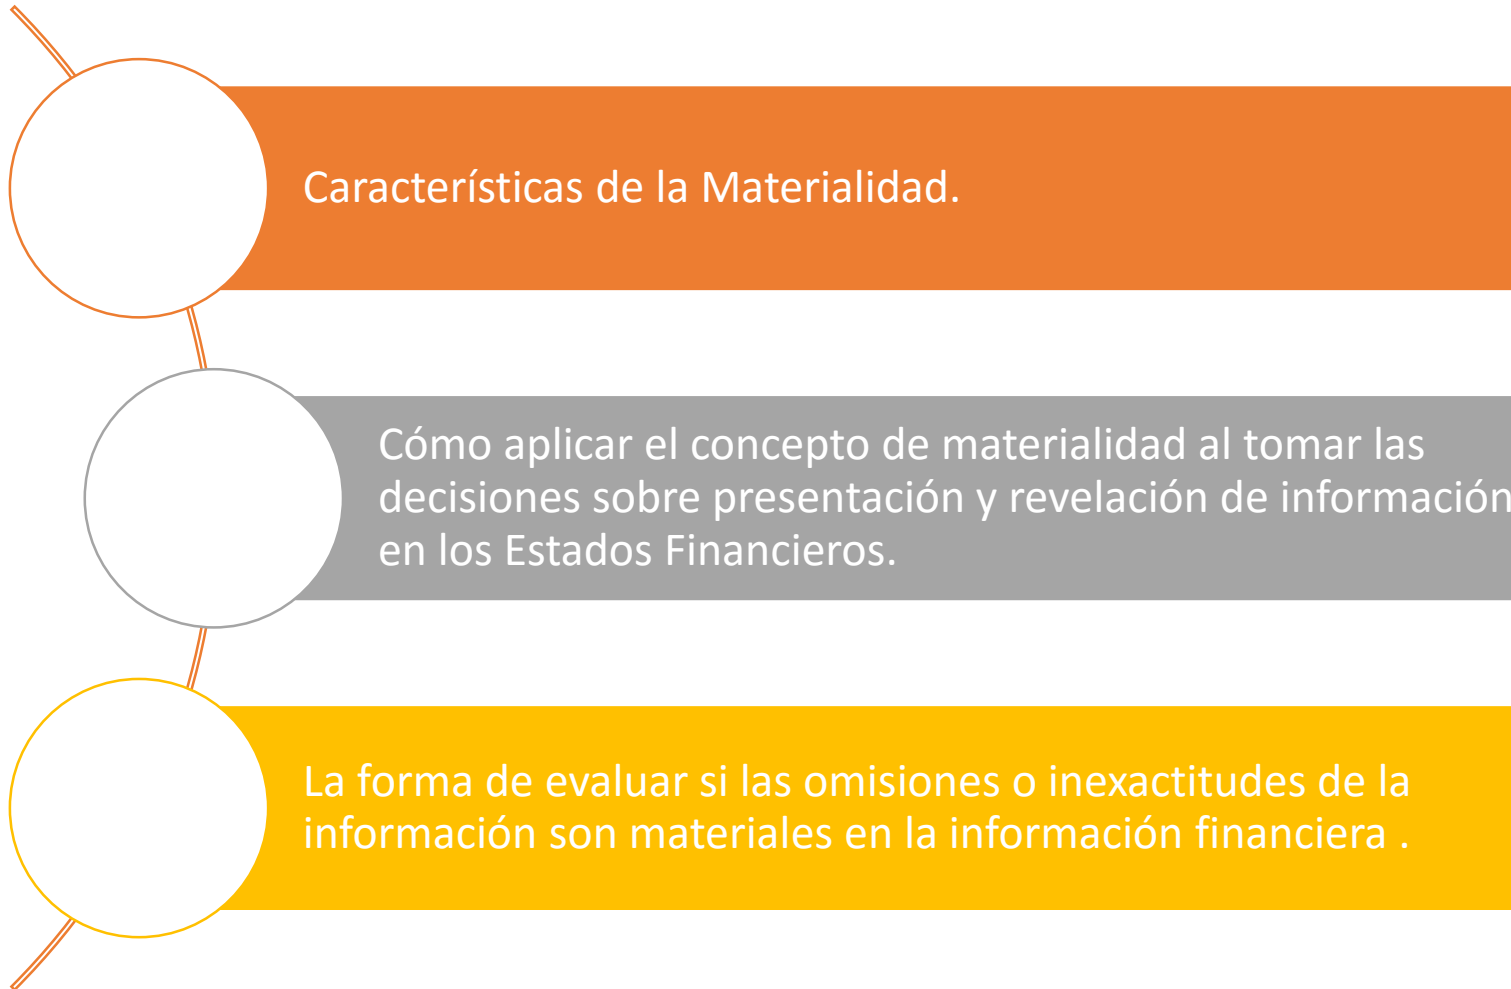 Características de la Materialidad.
Cómo aplicar el concepto de materialidad al tomar las
decisiones sobre presentación y revelación de información
en los Estados Financieros.
La forma de evaluar si las omisiones o inexactitudes de la
información son materiales en la información financiera .